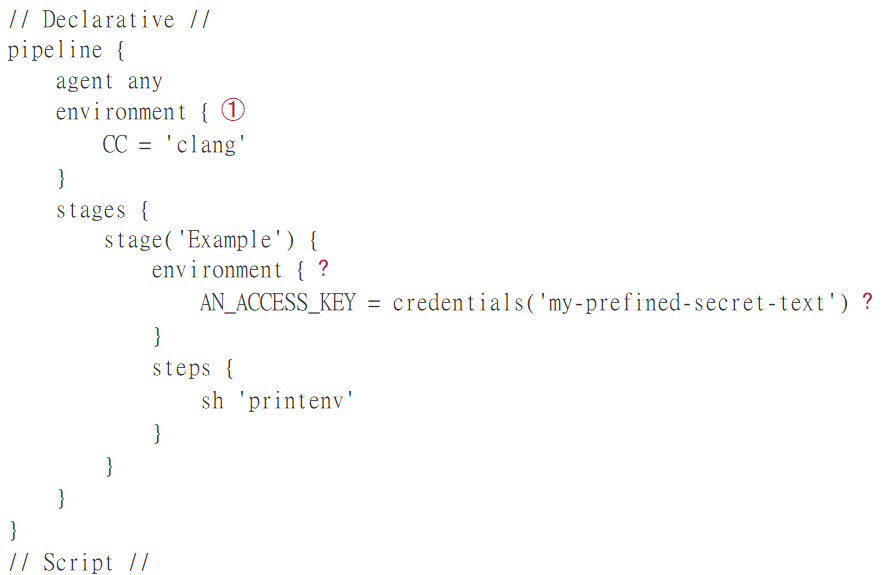 // Declarative //
pipeline {
    agent any
    environment { ①
        CC = 'clang'
    }
    stages {
        stage('Example') {
            environment { ?
                AN_ACCESS_KEY = credentials('my-prefined-secret-text') ?
            }
            steps {
                sh 'printenv'
            }
        }
    }
}
// Script //